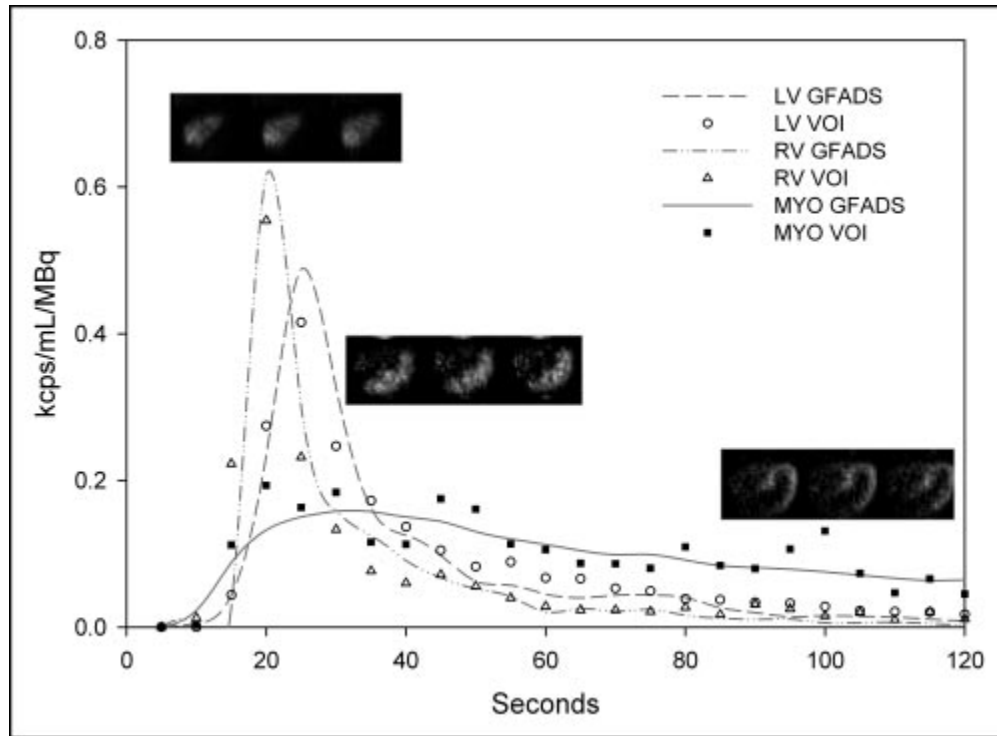 0.8
0.6
0.4
0.2
0.0
kcps/mL/MBq
LV GFADS
LV VOI
RV GFADS
RV VOI
MYO GFADS
MYO VOI
0 20 40 60 80 100 120
Seconds